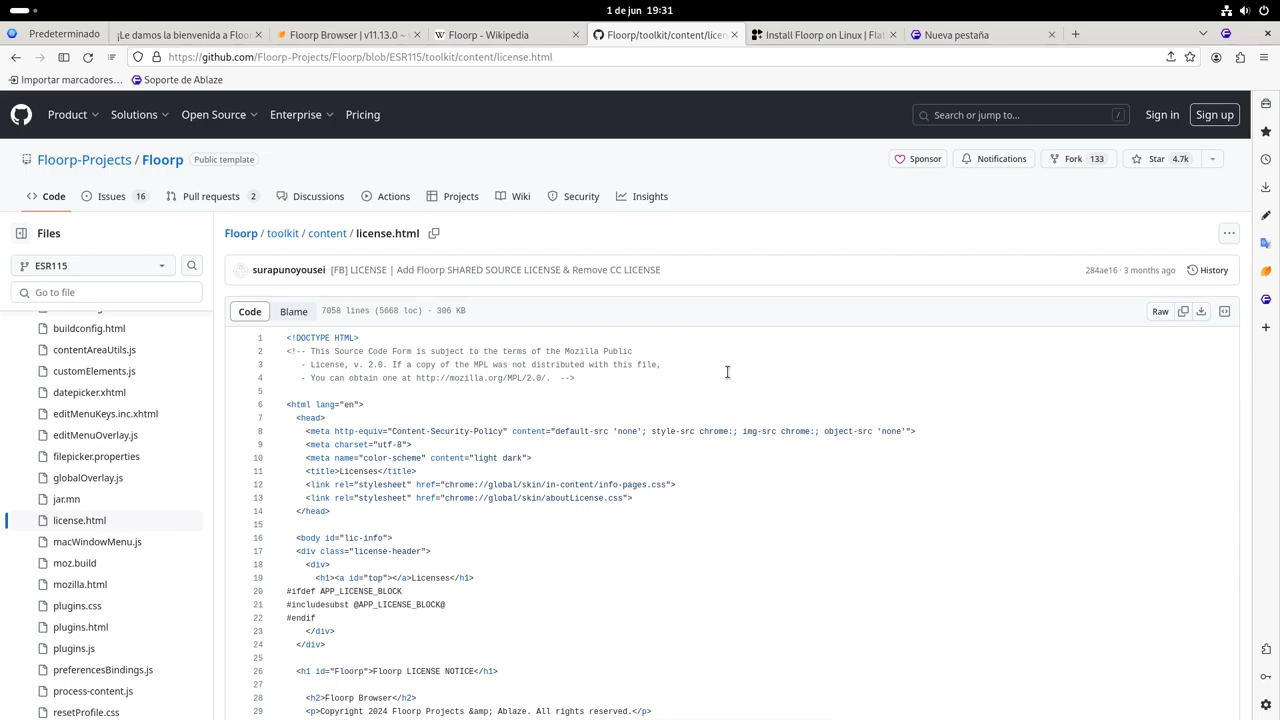 1 de jun  19:31
Predeterminado
¡Le damos la bienvenida a Floor
Floorp Browser | v11.13.0 ~
Floorp - Wikipedia
Floorp/toolkit/content/licen
Install Floorp on Linux | Flat
Nueva pestaña
https://github.com/Floorp-Projects/Floorp/blob/ESR115/toolkit/content/license.html
Importar marcadores...
Soporte de Ablaze
Product
Solutions
Open Source
Enterprise
Pricing
Search or jump to...
/
Sign in
Sign up
Floorp-Projects / Floorp
Public template
Sponsor
Notifications
Fork 133
Star 4.7k
Code
Issues 16
Pull requests 2
Discussions
Actions
Projects
Wiki
Security
Insights
Files
ESR115
Go to file
buildconfig.html
contentAreaUtils.js
customElements.js
datepicker.xhtml
editMenuKeys.inc.xhtml
editMenuOverlay.js
filepicker.properties
globalOverlay.js
jar.mn
license.html
macWindowMenu.js
moz.build
mozilla.html
plugins.css
plugins.html
plugins.js
preferencesBindings.js
process-content.js
resetProfile.css
Floorp / toolkit / content / license.html
surapunoyousei [FB] LICENSE | Add Floorp SHARED SOURCE LICENSE & Remove CC LICENSE
284ae16 · 3 months ago
History
Code
Blame
7058 lines (5668 loc) · 306 KB
Raw
1 <!DOCTYPE HTML>
2 <!-- This Source Code Form is subject to the terms of the Mozilla Public
3 - License, v. 2.0. If a copy of the MPL was not distributed with this file,
4 - You can obtain one at http://mozilla.org/MPL/2.0/.  -->
5
6 <html lang="en">
7 <head>
8 <meta http-equiv="Content-Security-Policy" content="default-src 'none'; style-src chrome:; img-src chrome:; object-src 'none'">
9 <meta charset="utf-8">
10 <meta name="color-scheme" content="light dark">
11 <title>Licenses</title>
12 <link rel="stylesheet" href="chrome://global/skin/in-content/info-pages.css">
13 <link rel="stylesheet" href="chrome://global/skin/aboutLicense.css">
14 </head>
15
16 <body id="lic-info">
17 <div class="license-header">
18 <div>
19 <h1><a id="top"></a>Licenses</h1>
20 #ifdef APP_LICENSE_BLOCK
21 #includesubst @APP_LICENSE_BLOCK@
22 #endif
23 </div>
24 </div>
25
26 <h1 id="Floorp">Floorp LICENSE NOTICE</h1>
27
28 <h2>Floorp Browser</h2>
29 <p>Copyright 2024 Floorp Projects &amp; Ablaze. All rights reserved.</p>